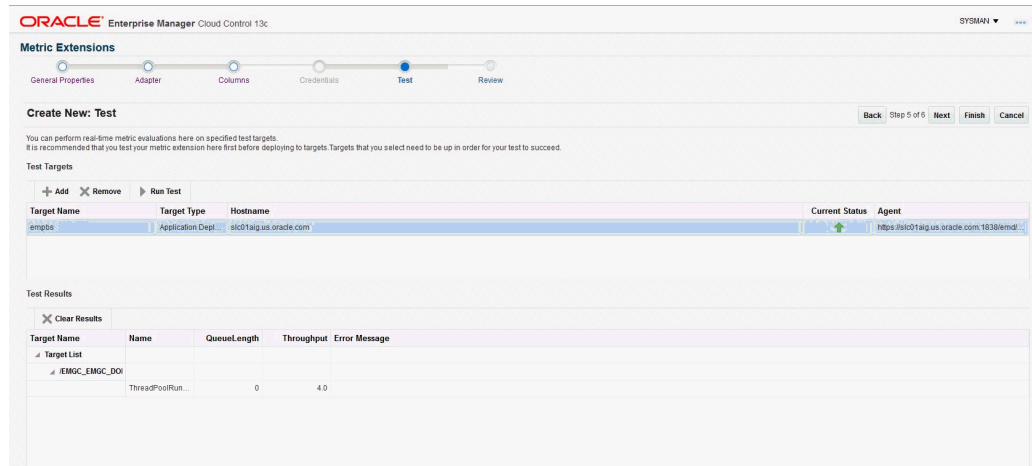 ORACLE Enterprise Manager Cloud Control 13c
SYSMAN
Metric Extensions
General Properties Adapter Columns Credentials Test Review
Create New: Test
Back Step 5 of 6 Next Finish Cancel
You can perform real-time metric evaluations here on specified test targets.
It is recommended that you test your metric extension here first before deploying to targets.Targets that you select need to be up in order for your test to succeed.
Test Targets
Add Remove Run Test
Target Name Target Type Hostname Current Status Agent
empbs Application Depl... slc01aig.us.oracle.com https://slc01aig.us.oracle.com:1838/emd/...
Test Results
Clear Results
Target Name Name QueueLength Throughput Error Message
Target List
/EMGC_EMGC_DOI
ThreadPoolRun... 0 4.0